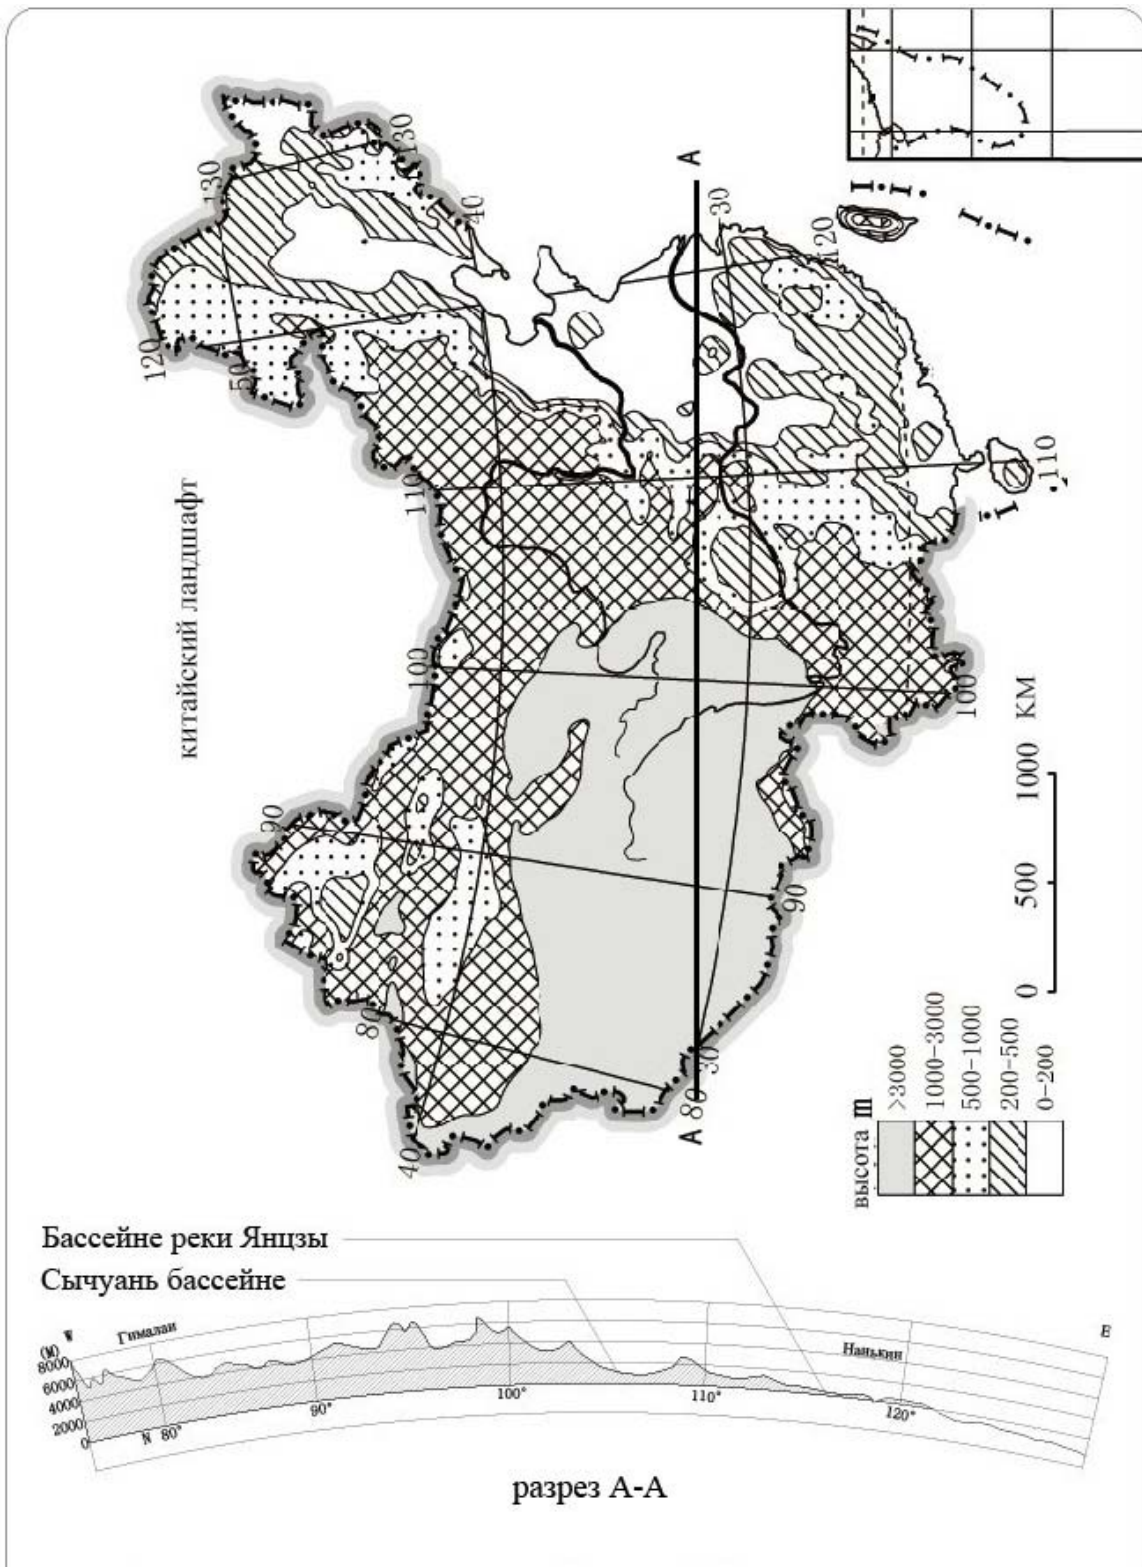 130
130
40
А
30
120
120
50
110
110
китайский ландшафт
100
100
90
90
80
40
80
30
А
0 500 1000 КМ
высота m
>3000
1000-3000
500-1000
200-500
0-200
Бассейне реки Янцзы
Сычуань бассейне
W
Гималаи
Нанькин
E
(M)
8000
6000
4000
2000
0
N 80°
90°
100°
110°
120°
разрез А-А